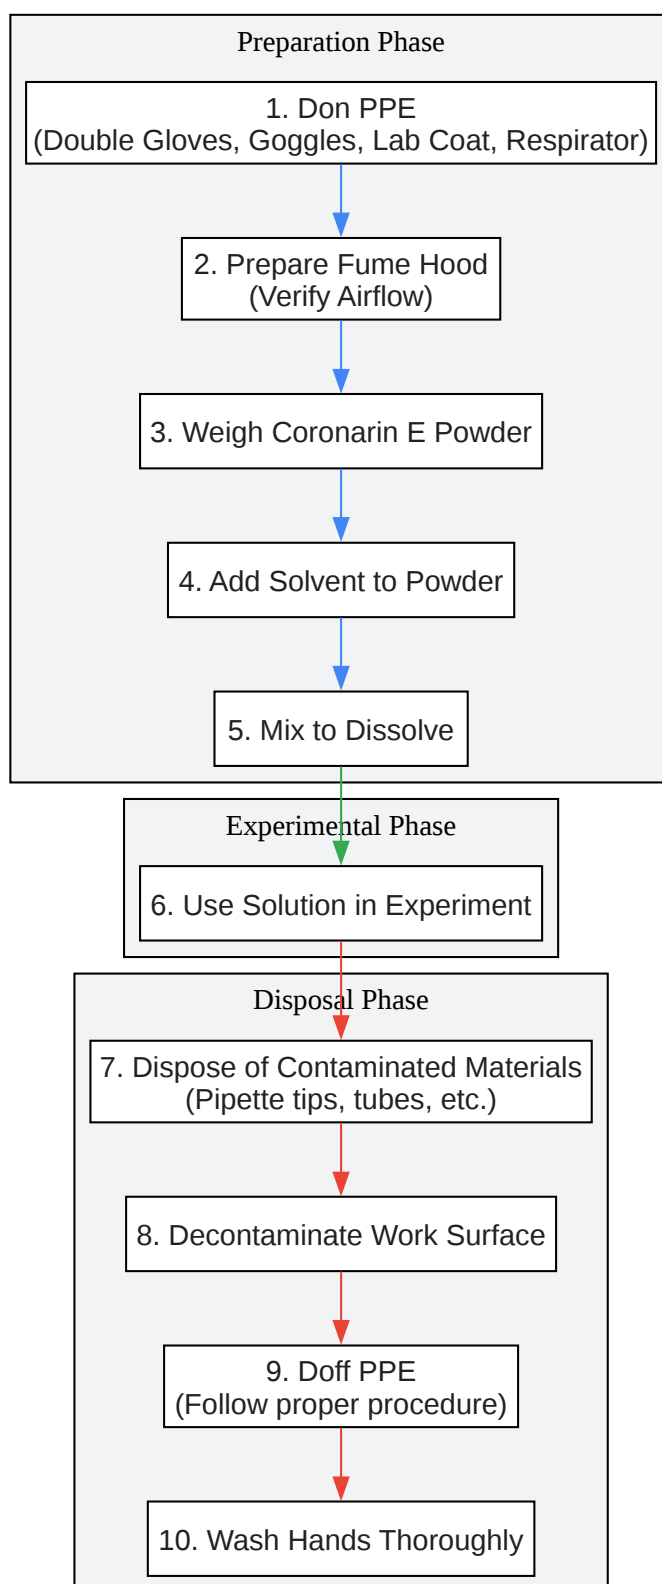 Preparation Phase
1. Don PPE
(Double Gloves, Goggles, Lab Coat, Respirator)
2. Prepare Fume Hood
(Verify Airflow)
3. Weigh Coronarin E Powder
4. Add Solvent to Powder
5. Mix to Dissolve
Experimental Phase
6. Use Solution in Experiment
Disposal Phase
7. Dispose of Contaminated Materials
(Pipette tips, tubes, etc.)
8. Decontaminate Work Surface
9. Doff PPE
(Follow proper procedure)
10. Wash Hands Thoroughly